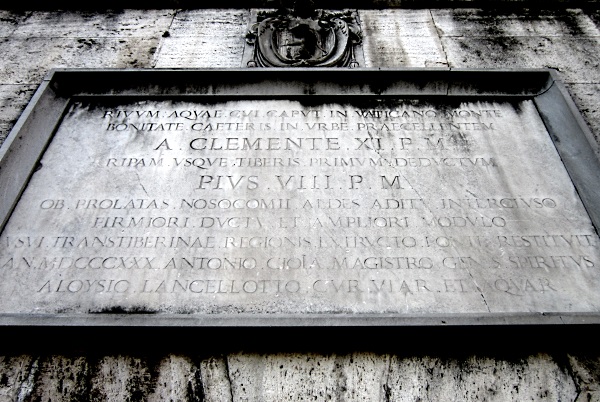 RIVVM. AQVAE. CVI. CAPVT. IN. VATICANO. MONTE
BONITATE. CAETERIS. IN. VRBE. PRAECELLENTEM
A. CLEMENTE. XI. P. M
RIPAM. VSQVE. TIBERIS. PRIMVM. DEDVCTVM
PIVS. VIII. P. M
OB. PROLATAS. NOSOCOMII. AEDES. ADITV. INTERCLVSO
FIRMIORI. DVCTV. ET. AMPLIORI. MODVLO
VSVI. TRANSTIBERINAE. REGIONIS. EXTRVCTO. FONTE. RESTITVIT
AN. MDCCCXXX. ANTONIO. CIOIA. MAGISTRO. GEN. X. SPIRITVS
ALOYSIO. LANCELLOTTO. CVR. VIAR. ET. AQVAR